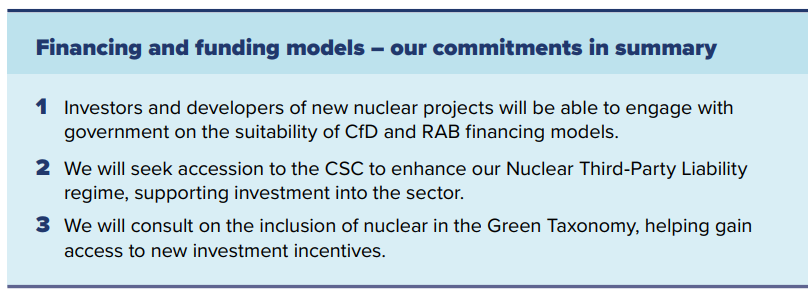 Financing and funding models – our commitments in summary
1 Investors and developers of new nuclear projects will be able to engage with
government on the suitability of CfD and RAB financing models.
2 We will seek accession to the CSC to enhance our Nuclear Third-Party Liability
regime, supporting investment into the sector.
3 We will consult on the inclusion of nuclear in the Green Taxonomy, helping gain
access to new investment incentives.